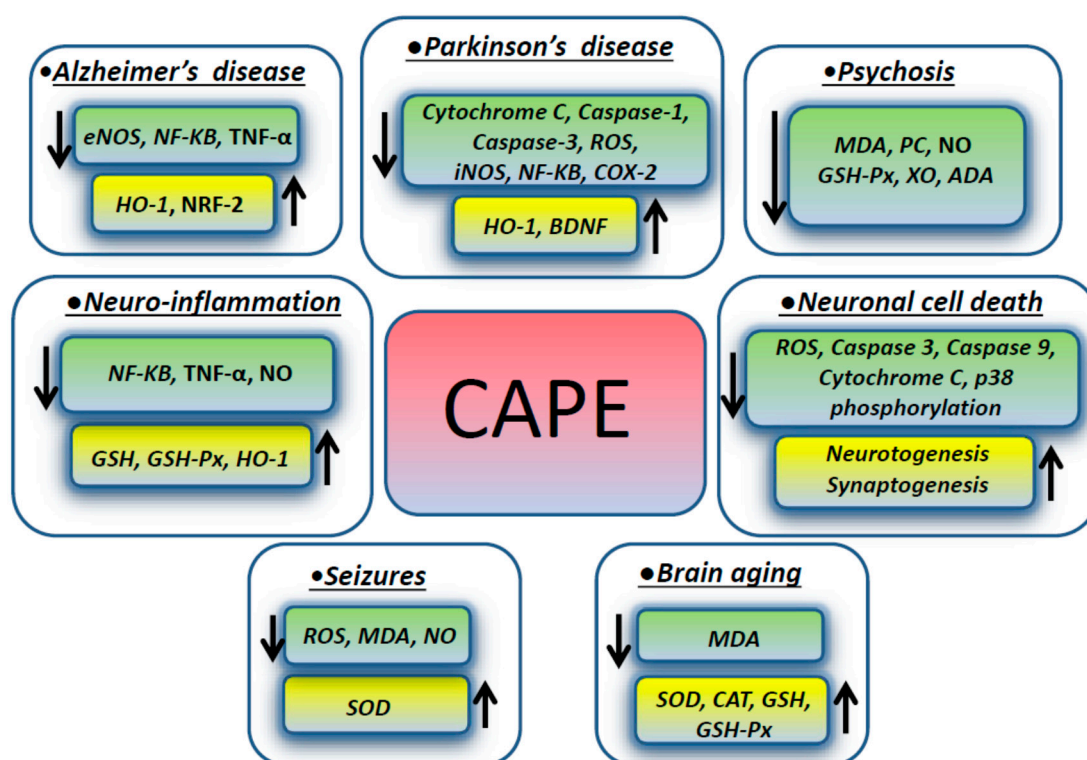 ●Alzheimer's disease
eNOS, NF-KB, TNF-α
HO-1, NRF-2
●Parkinson's disease
Cytochrome C, Caspase-1,
Caspase-3, ROS,
iNOS, NF-KB, COX-2
HO-1, BDNF
●Psychosis
MDA, PC, NO
GSH-Px, XO, ADA
●Neuro-inflammation
NF-KB, TNF-α, NO
GSH, GSH-Px, HO-1
CAPE
●Neuronal cell death
ROS, Caspase 3, Caspase 9,
Cytochrome C, p38
phosphorylation
Neurotogenesis
Synaptogenesis
●Seizures
ROS, MDA, NO
SOD
●Brain aging
MDA
SOD, CAT, GSH,
GSH-Px